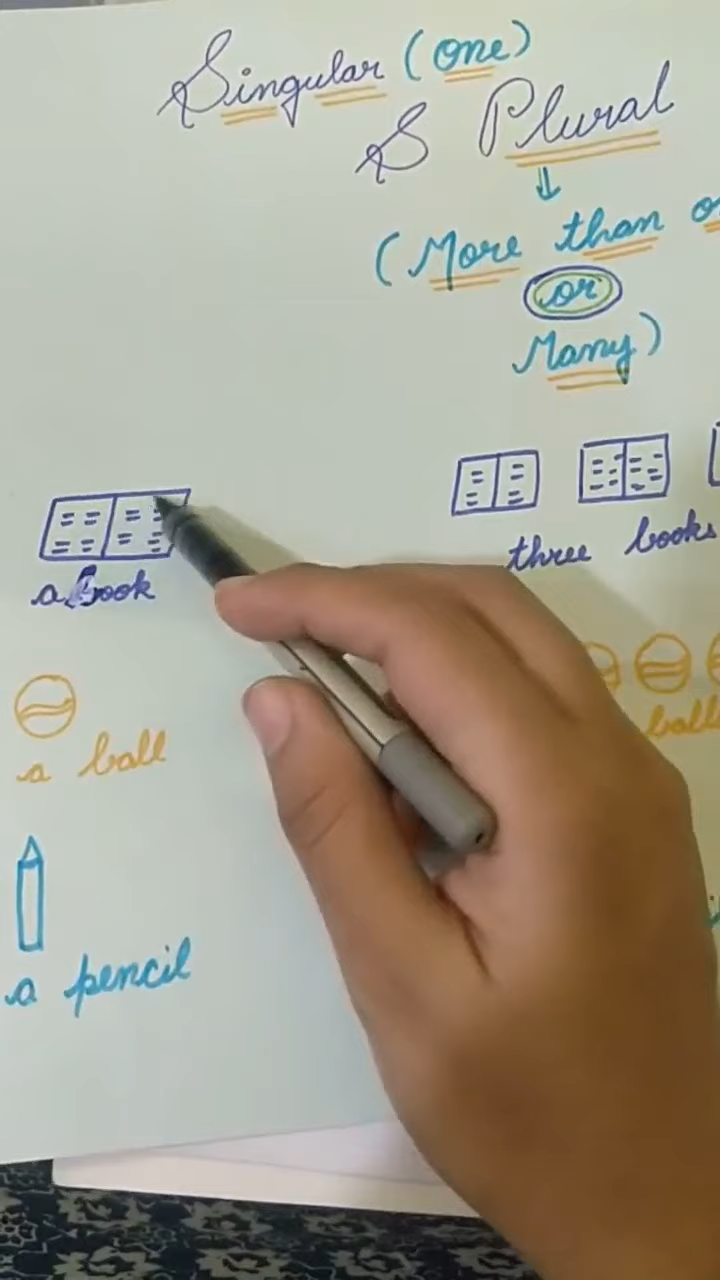 Singular (one)
& Plural
(More than
or
Many)
a book
three books
a ball
a pencil